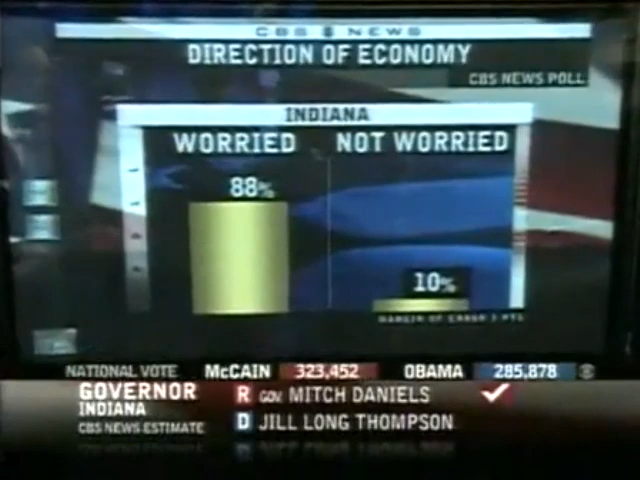 CBS NEWS
DIRECTION OF ECONOMY
CBS NEWS POLL
INDIANA
WORRIED NOT WORRIED
88%
10%
MARGIN OF ERROR 3 PTS
NATIONAL VOTE McCAIN 323,452 OBAMA 285,878
GOVERNOR R GOV. MITCH DANIELS
INDIANA
CBS NEWS ESTIMATE D JILL LONG THOMPSON